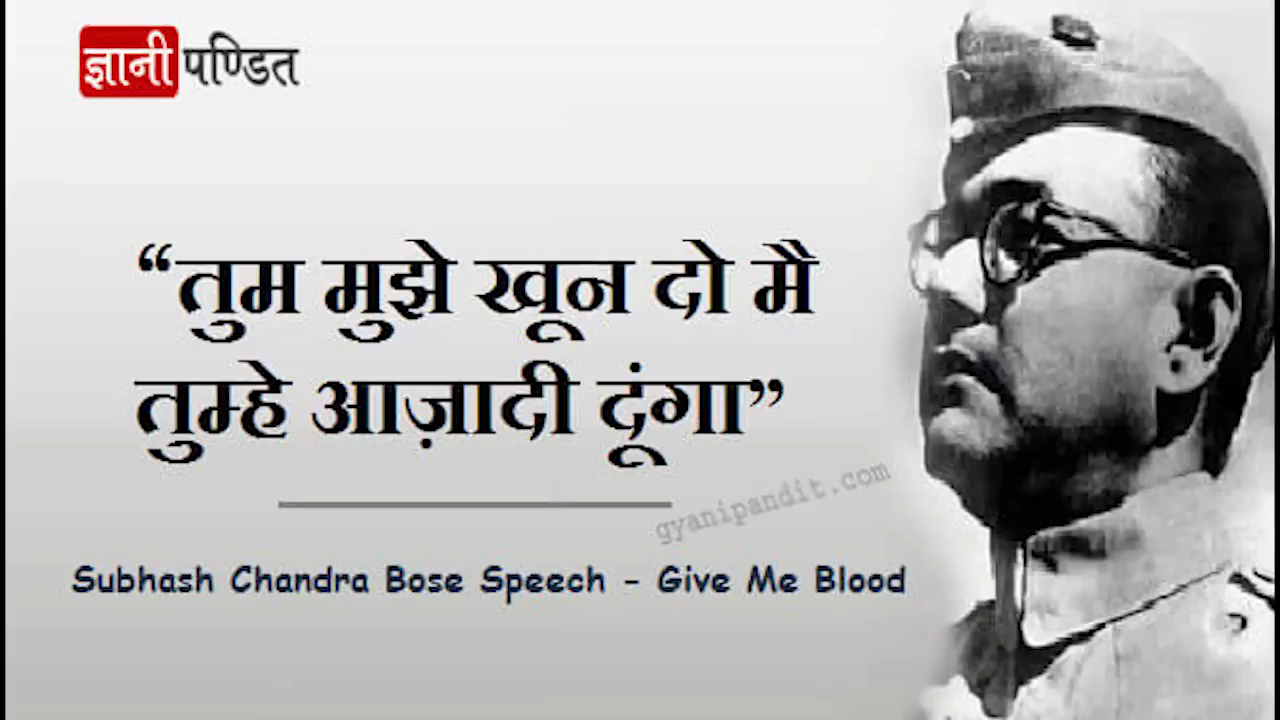 ज्ञानी पण्डित
“तुम मुझे खून दो मै
तुम्हे आज़ादी दूंगा”
gyanipandit.com
Subhash Chandra Bose Speech - Give Me Blood